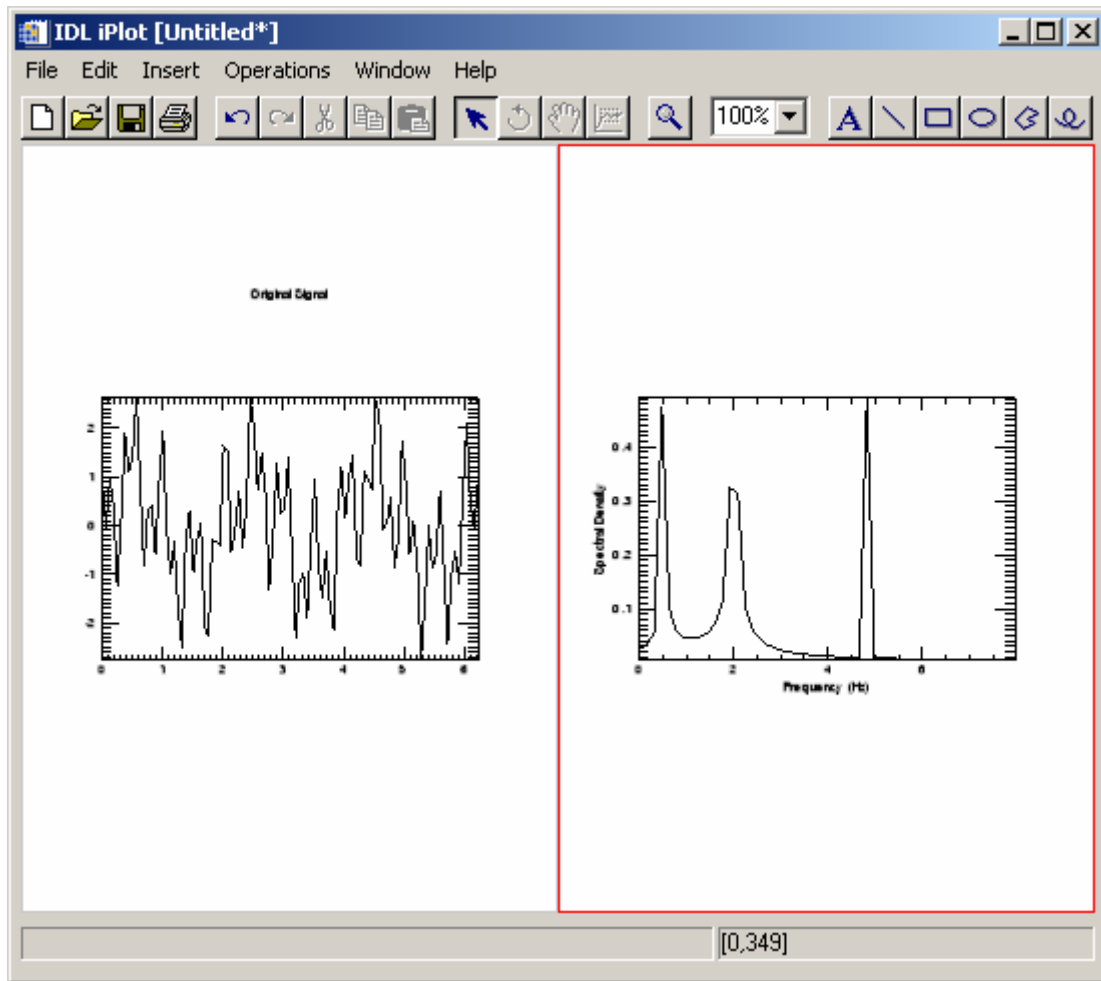 IDL iPlot [Untitled*]
File Edit Insert Operations Window Help
100%
A
Original Signal
2
1
0
-1
-2
0 1 2 3 4 5 6
Spectral Density
0.4
0.3
0.2
0.1
0 2 4 6
Frequency (Hz)
[0,349]